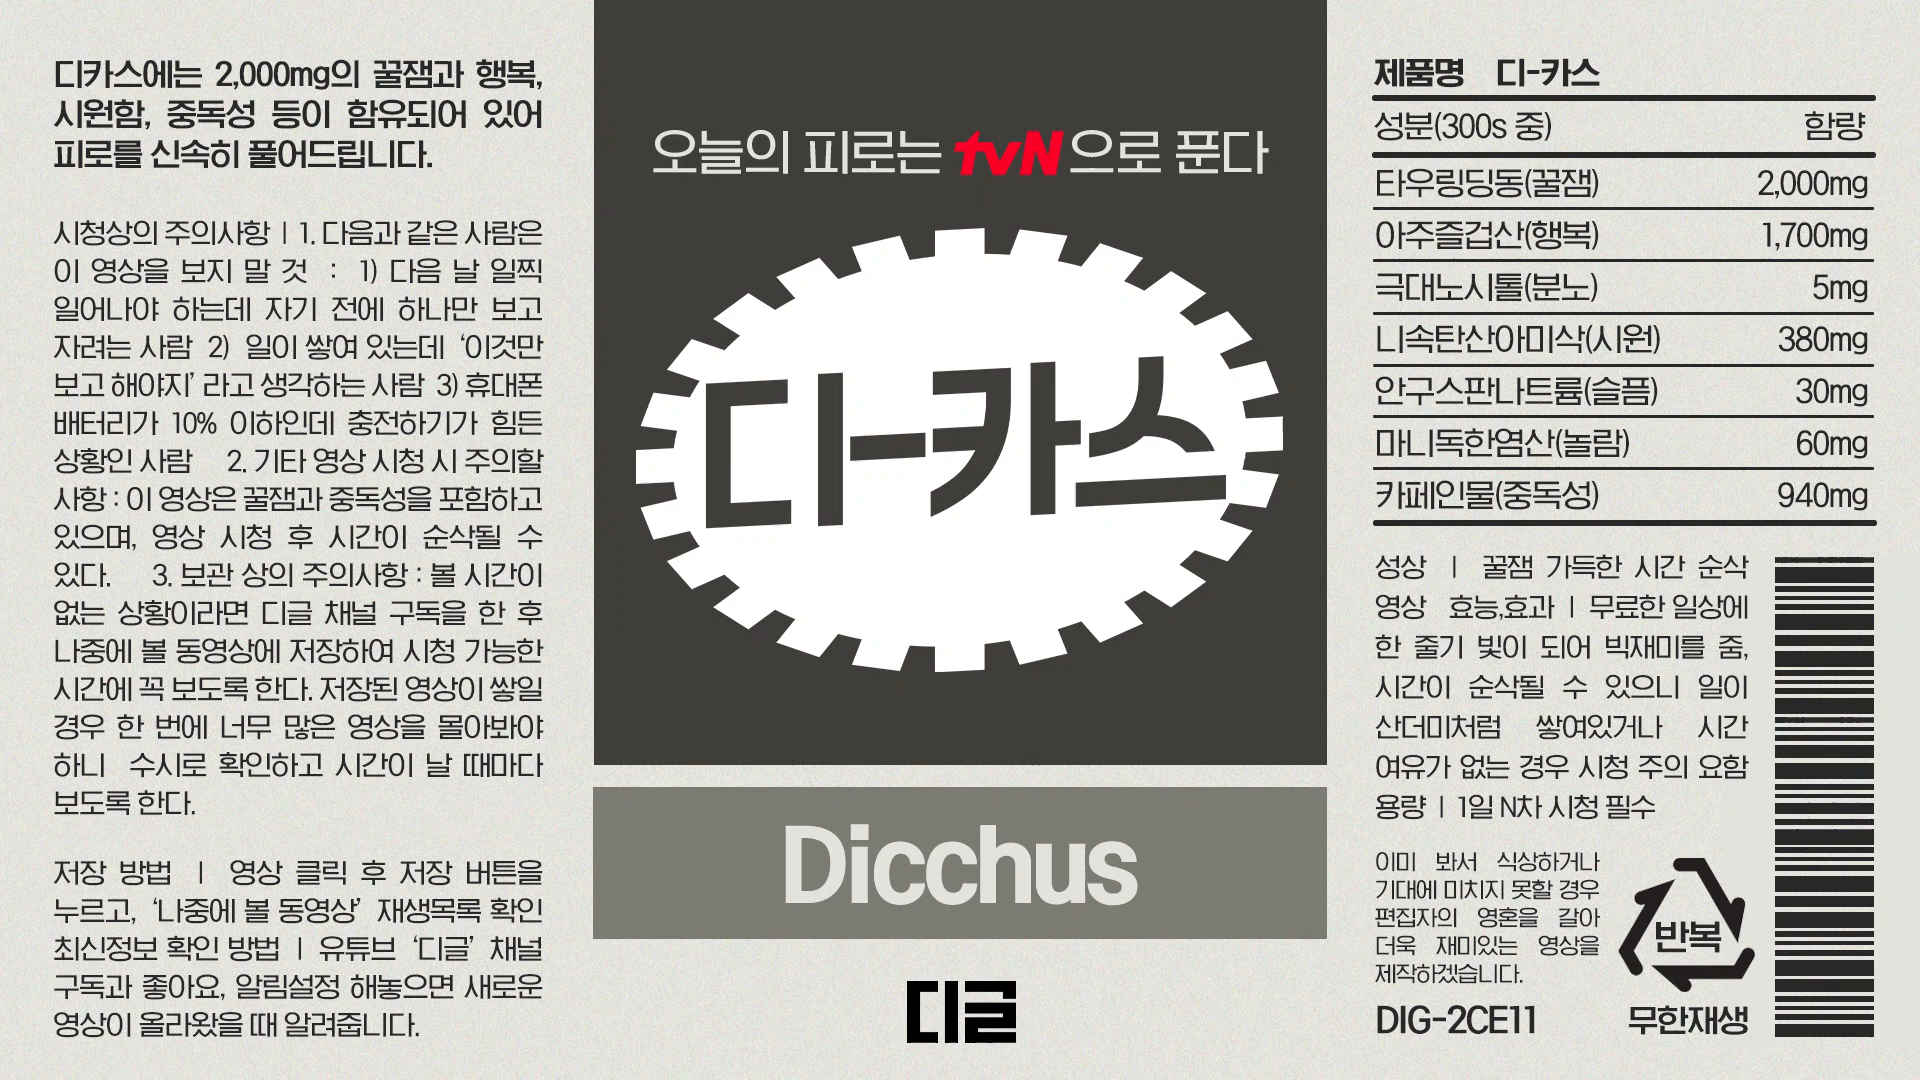 디카스에는 2,000mg의 꿀잼과 행복,
시원함, 중독성 등이 함유되어 있어
피로를 신속히 풀어드립니다.
시청상의 주의사항 ㅣ 1. 다음과 같은 사람은
이 영상을 보지 말 것 : 1) 다음 날 일찍
일어나야 하는데 자기 전에 하나만 보고
자려는 사람 2) 일이 쌓여 있는데 ‘이것만
보고 해야지’ 라고 생각하는 사람 3) 휴대폰
배터리가 10% 이하인데 충전하기가 힘든
상황인 사람 2. 기타 영상 시청 시 주의할
사항 : 이 영상은 꿀잼과 중독성을 포함하고
있으며, 영상 시청 후 시간이 순삭될 수
있다. 3. 보관 상의 주의사항 : 볼 시간이
없는 상황이라면 디글 채널 구독을 한 후
나중에 볼 동영상에 저장하여 시청 가능한
시간에 꼭 보도록 한다. 저장된 영상이 쌓일
경우 한 번에 너무 많은 영상을 몰아봐야
하니 수시로 확인하고 시간이 날 때마다
보도록 한다.
저장 방법 ㅣ 영상 클릭 후 저장 버튼을
누르고, ‘나중에 볼 동영상’ 재생목록 확인
최신정보 확인 방법 ㅣ 유튜브 ‘디글’ 채널
구독과 좋아요, 알림설정 해놓으면 새로운
영상이 올라왔을 때 알려줍니다.
오늘의 피로는 tvN으로 푼다
디-카스
Dicchus
디글
제품명 디-카스
성분(300s 중) 함량
타우링딩동(꿀잼) 2,000mg
아주즐겁산(행복) 1,700mg
극대노시톨(분노) 5mg
니속탄산아미삭(시원) 380mg
안구스판나트륨(슬픔) 30mg
마니독한염산(놀람) 60mg
카페인물(중독성) 940mg
성상 ㅣ 꿀잼 가득한 시간 순삭
영상 효능,효과 ㅣ 무료한 일상에
한 줄기 빛이 되어 빅재미를 줌,
시간이 순삭될 수 있으니 일이
산더미처럼 쌓여있거나 시간
여유가 없는 경우 시청 주의 요함
용량 ㅣ 1일 N차 시청 필수
이미 봐서 식상하거나
기대에 미치지 못할 경우
편집자의 영혼을 갈아
더욱 재미있는 영상을
제작하겠습니다.
DIG-2CE11
반복
무한재생